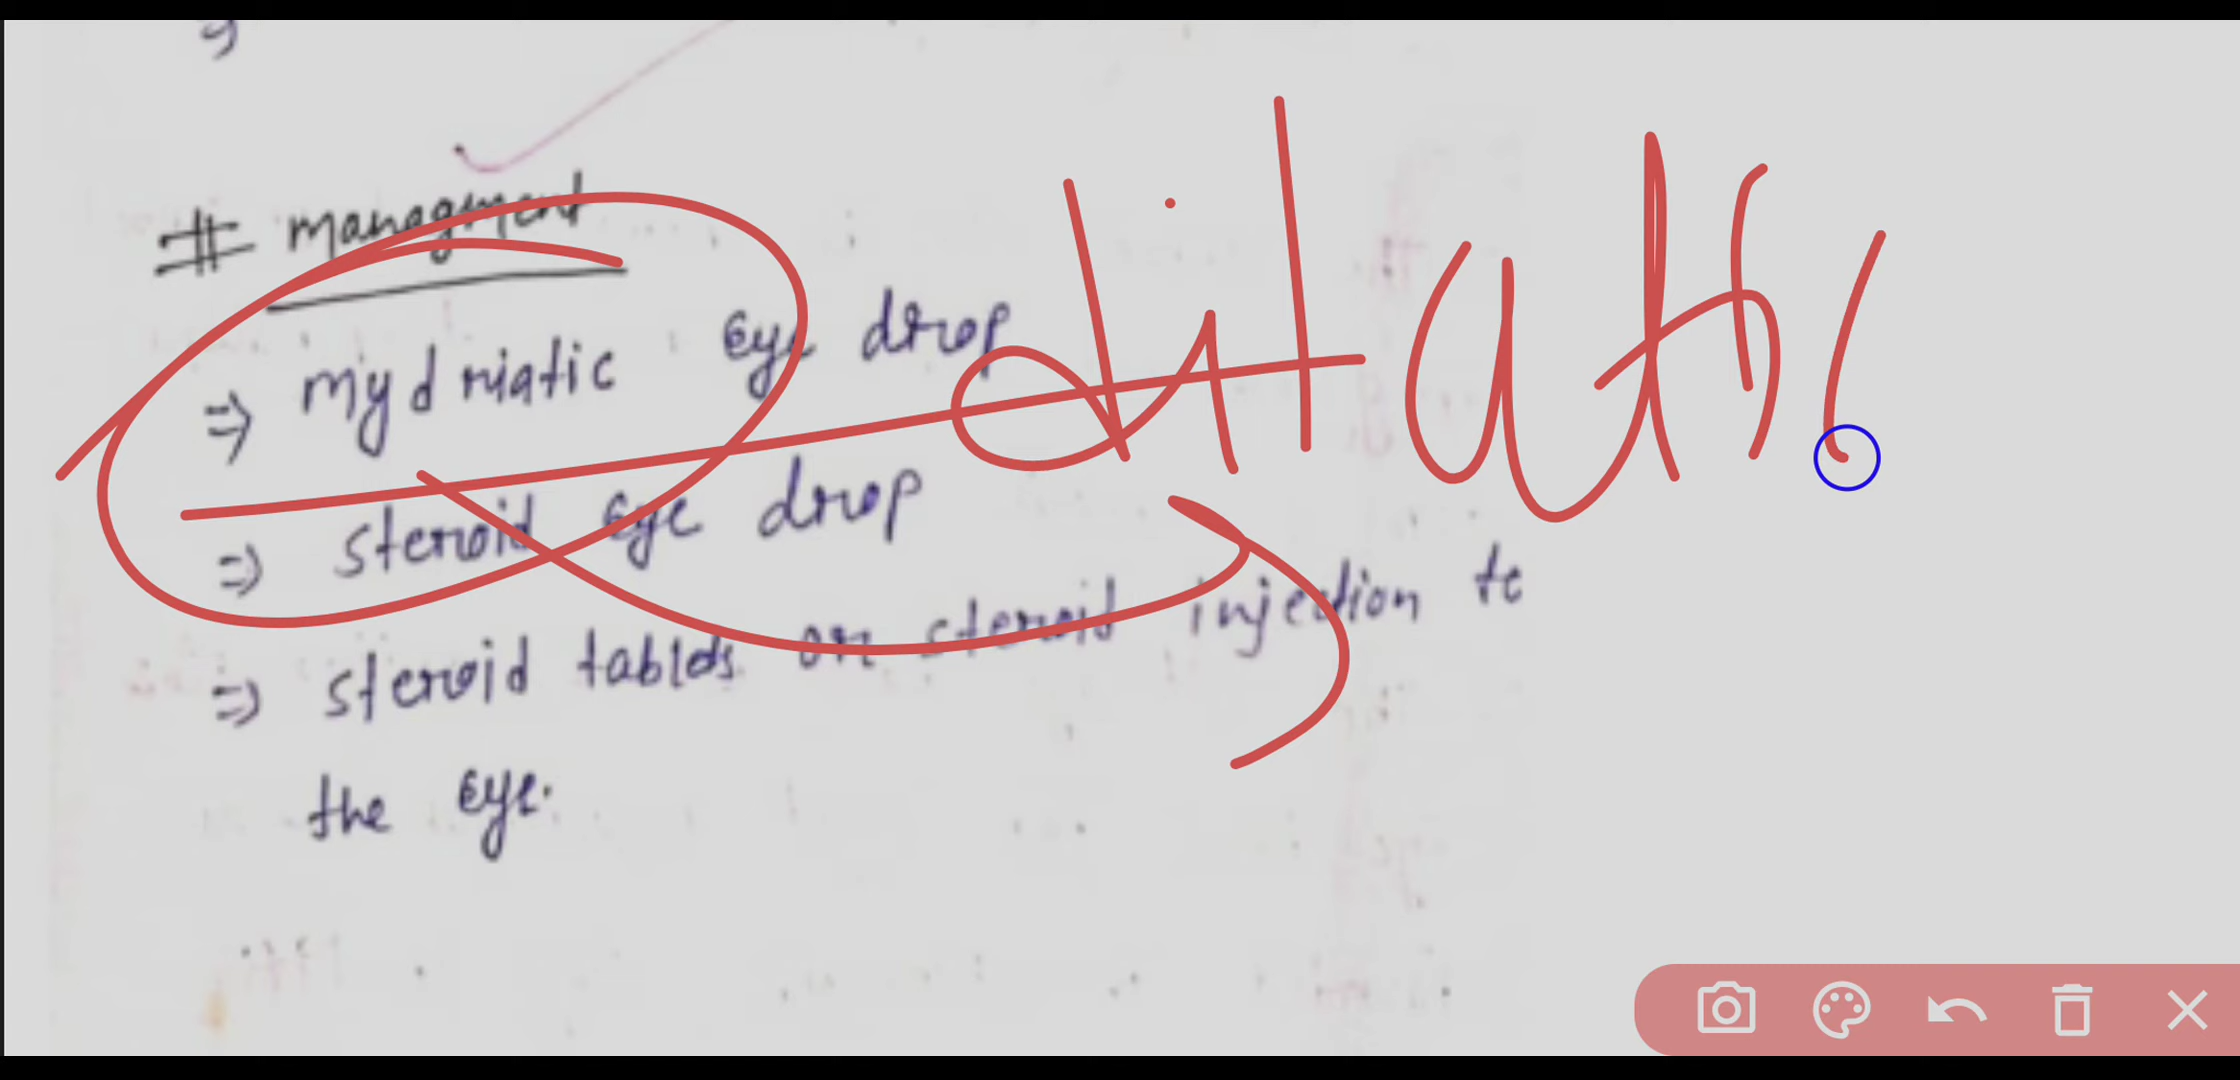 # managment
⇒ mydriatic Eye drop
⇒ steroid Eye drop
⇒ steroid tablets or steroid injection to
the Eye.